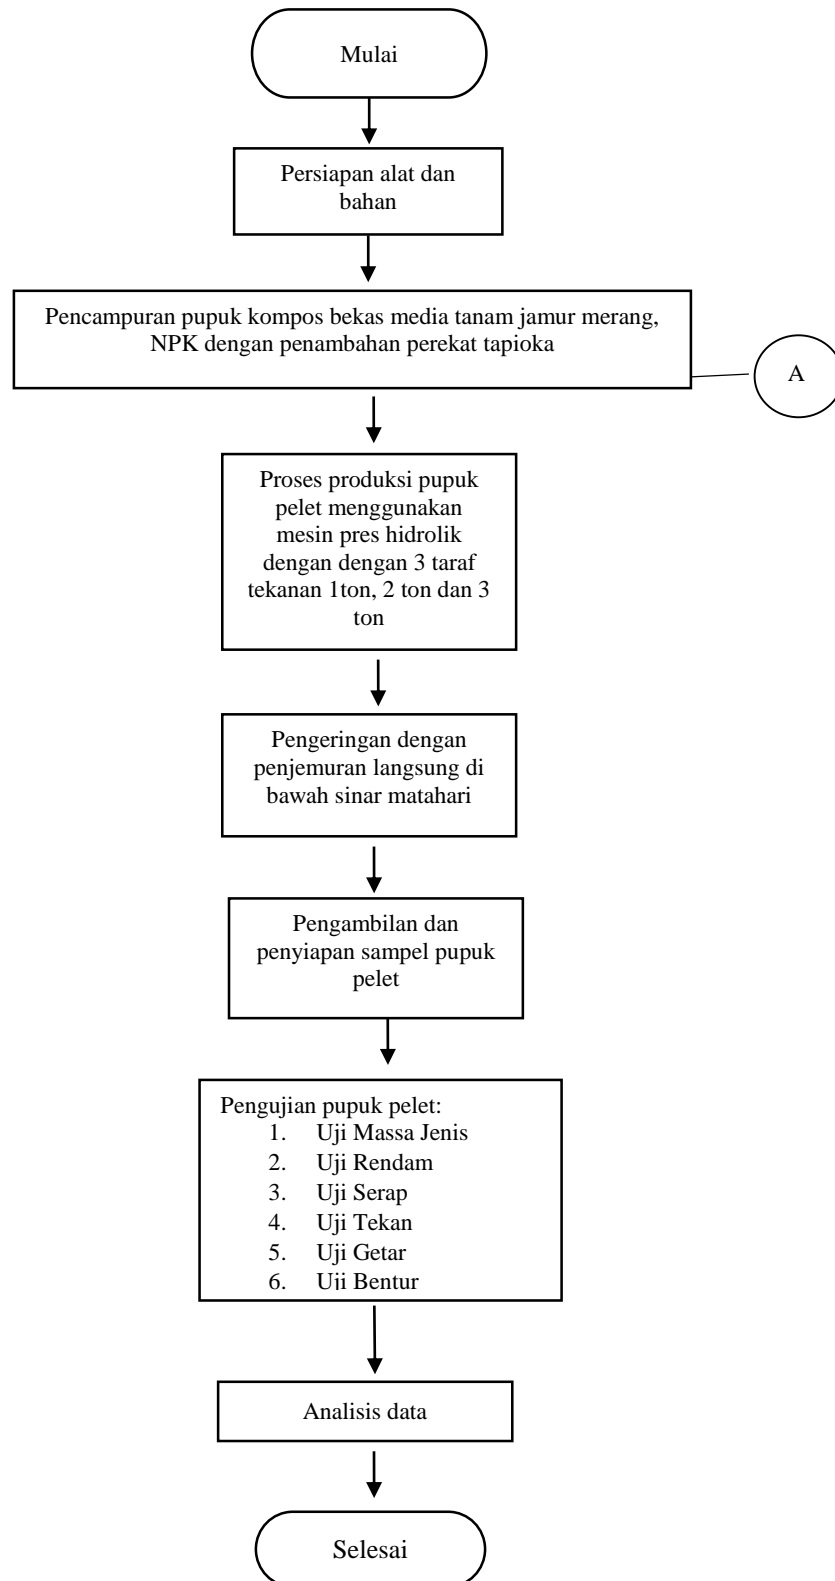 Mulai
Persiapan alat dan
bahan
Pencampuran pupuk kompos bekas media tanam jamur merang,
NPK dengan penambahan perekat tapioka
A
Proses produksi pupuk
pelet menggunakan
mesin pres hidrolik
dengan dengan 3 taraf
tekanan 1ton, 2 ton dan 3
ton
Pengeringan dengan
penjemuran langsung di
bawah sinar matahari
Pengambilan dan
penyiapan sampel pupuk
pelet
Pengujian pupuk pelet:
1. Uji Massa Jenis
2. Uji Rendam
3. Uji Serap
4. Uji Tekan
5. Uji Getar
6. Uji Bentur
Analisis data
Selesai